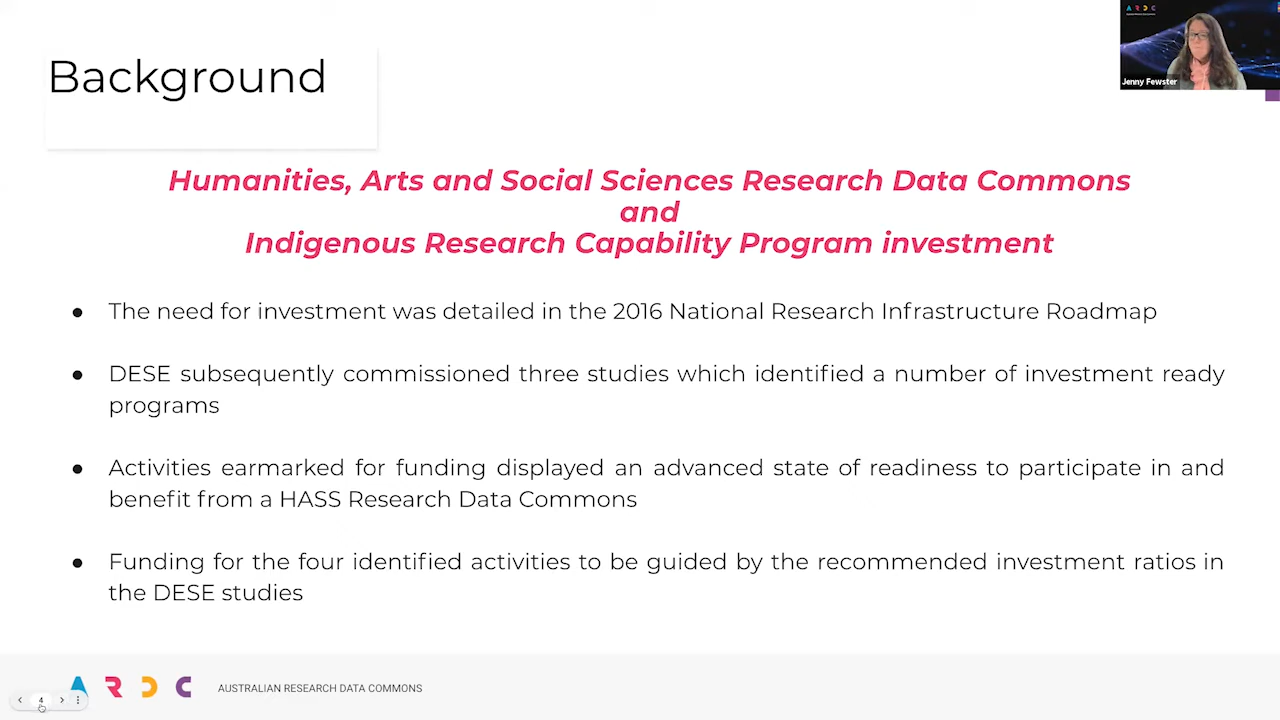 Background
A R D C
Jenny Fewster
Humanities, Arts and Social Sciences Research Data Commons
and
Indigenous Research Capability Program investment
● The need for investment was detailed in the 2016 National Research Infrastructure Roadmap
● DESE subsequently commissioned three studies which identified a number of investment ready
programs
● Activities earmarked for funding displayed an advanced state of readiness to participate in and
benefit from a HASS Research Data Commons
● Funding for the four identified activities to be guided by the recommended investment ratios in
the DESE studies
A R D C
AUSTRALIAN RESEARCH DATA COMMONS
4